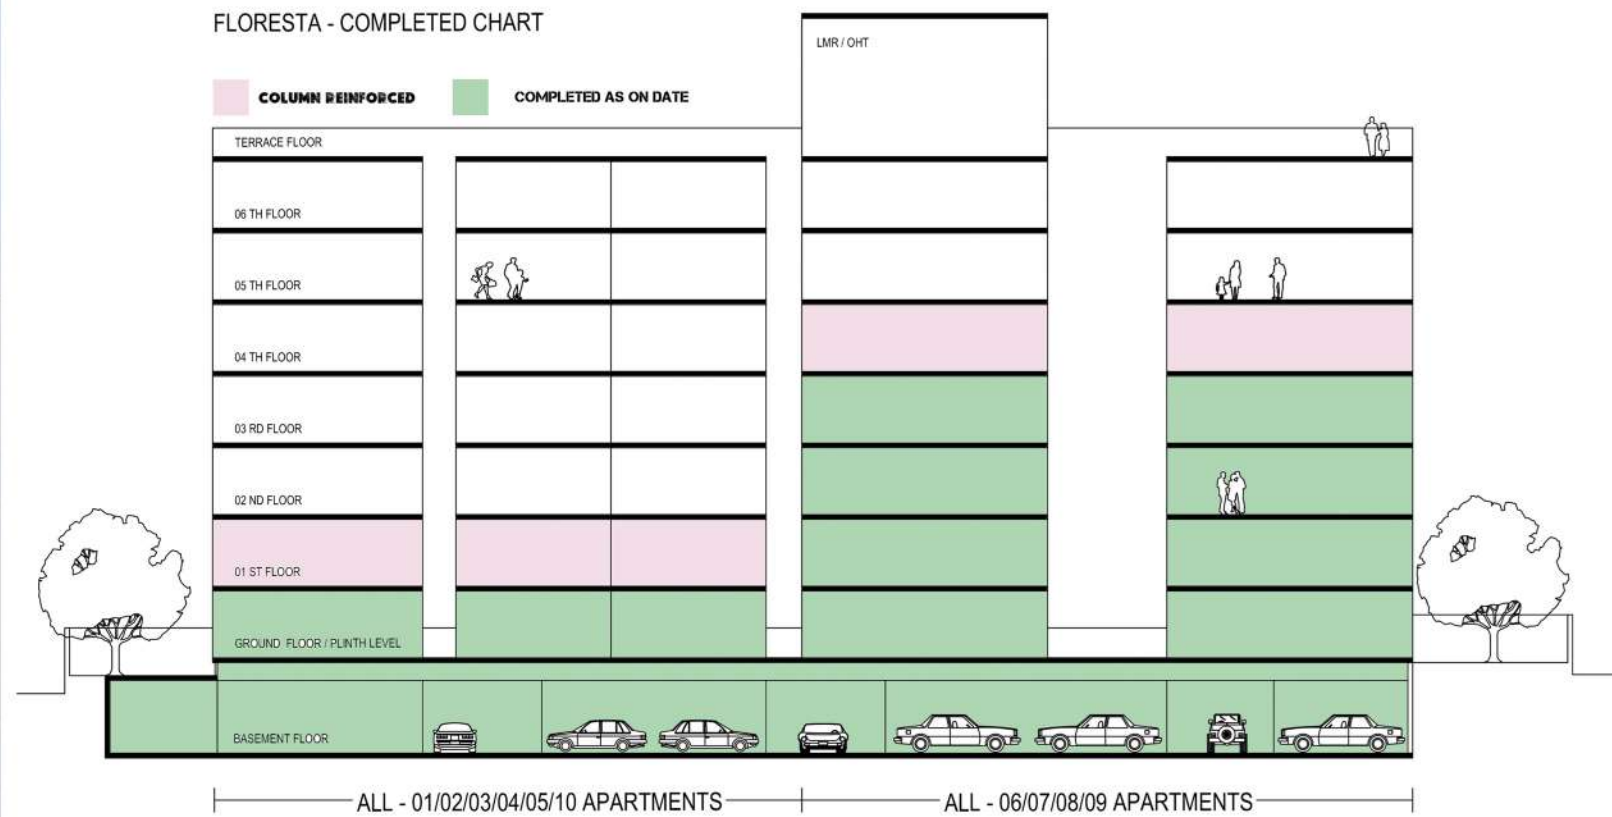 FLORESTA - COMPLETED CHART
LMR / OHT
COLUMN REINFORCED
COMPLETED AS ON DATE
TERRACE FLOOR
06 TH FLOOR
05 TH FLOOR
04 TH FLOOR
03 RD FLOOR
02 ND FLOOR
01 ST FLOOR
GROUND FLOOR / PLINTH LEVEL
BASEMENT FLOOR
ALL - 01/02/03/04/05/10 APARTMENTS
ALL - 06/07/08/09 APARTMENTS